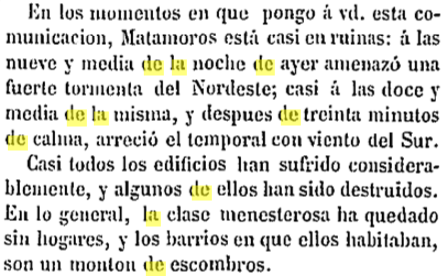 En los momentos en que pongo á vd. esta co-
municacion, Matamoros está casi en ruinas: á las
nueve y media de la noche de ayer amenazó una
fuerte tormenta del Nordeste; casi á las doce y
media de la misma, y despues de treinta minutos
de calma, arreció el temporal con viento del Sur.
Casi todos los edificios han sufrido considera-
blemente, y algunos de ellos han sido destruidos.
En lo general, la clase menesterosa ha quedado
sin hogares, y los barrios en que ellos habitaban,
son un monton de escombros.